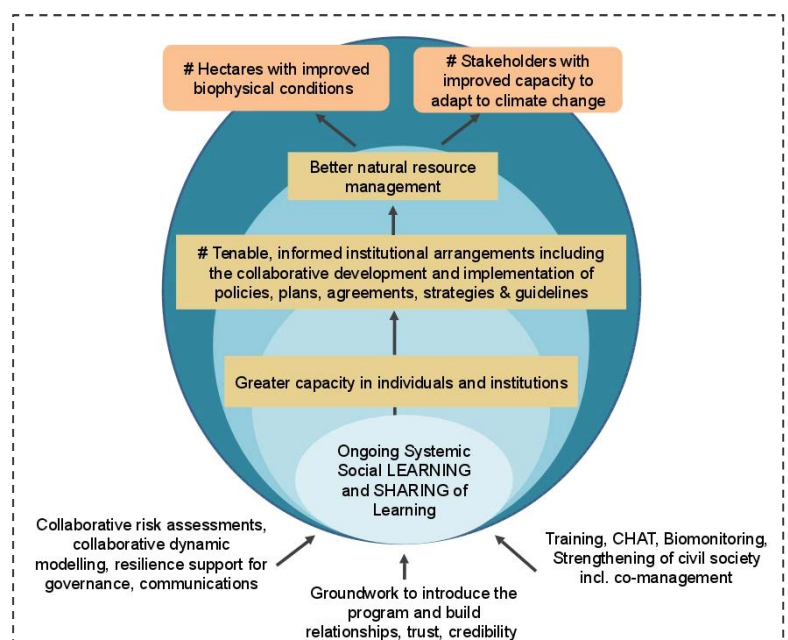 # Hectares with improved
biophysical conditions
# Stakeholders with
improved capacity to
adapt to climate change
Better natural resource
management
# Tenable, informed institutional arrangements including
the collaborative development and implementation of
policies, plans, agreements, strategies & guidelines
Greater capacity in individuals and institutions
Ongoing Systemic
Social LEARNING
and SHARING of
Learning
Collaborative risk assessments,
collaborative dynamic
modelling, resilience support for
governance, communications
Groundwork to introduce the
program and build
relationships, trust, credibility
Training, CHAT, Biomonitoring,
Strengthening of civil society
incl. co-management